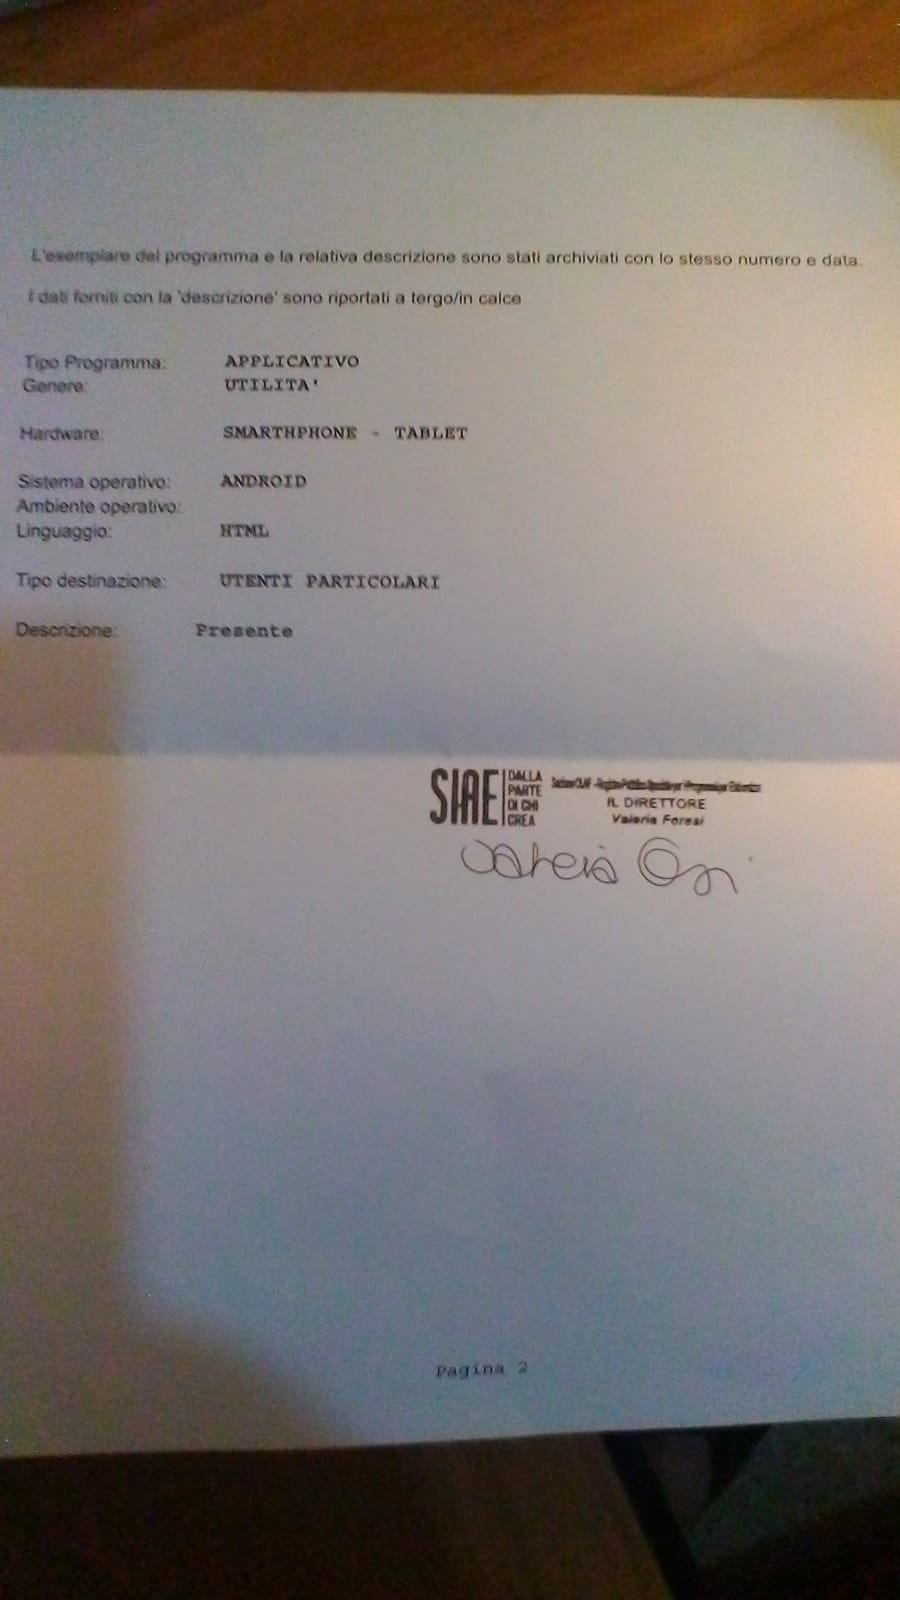 L'esemplare del programma e la relativa descrizione sono stati archiviati con lo stesso numero e data.
I dati forniti con la 'descrizione' sono riportati a tergo/in calce
Tipo Programma: APPLICATIVO
Genere: UTILITA'
Hardware: SMARTHPHONE - TABLET
Sistema operativo: ANDROID
Ambiente operativo:
Linguaggio: HTML
Tipo destinazione: UTENTI PARTICOLARI
Descrizione: Presente
SIAE DALLA PARTE DI CHI CREA
IL DIRETTORE
Valeria Foresi
Pagina 2